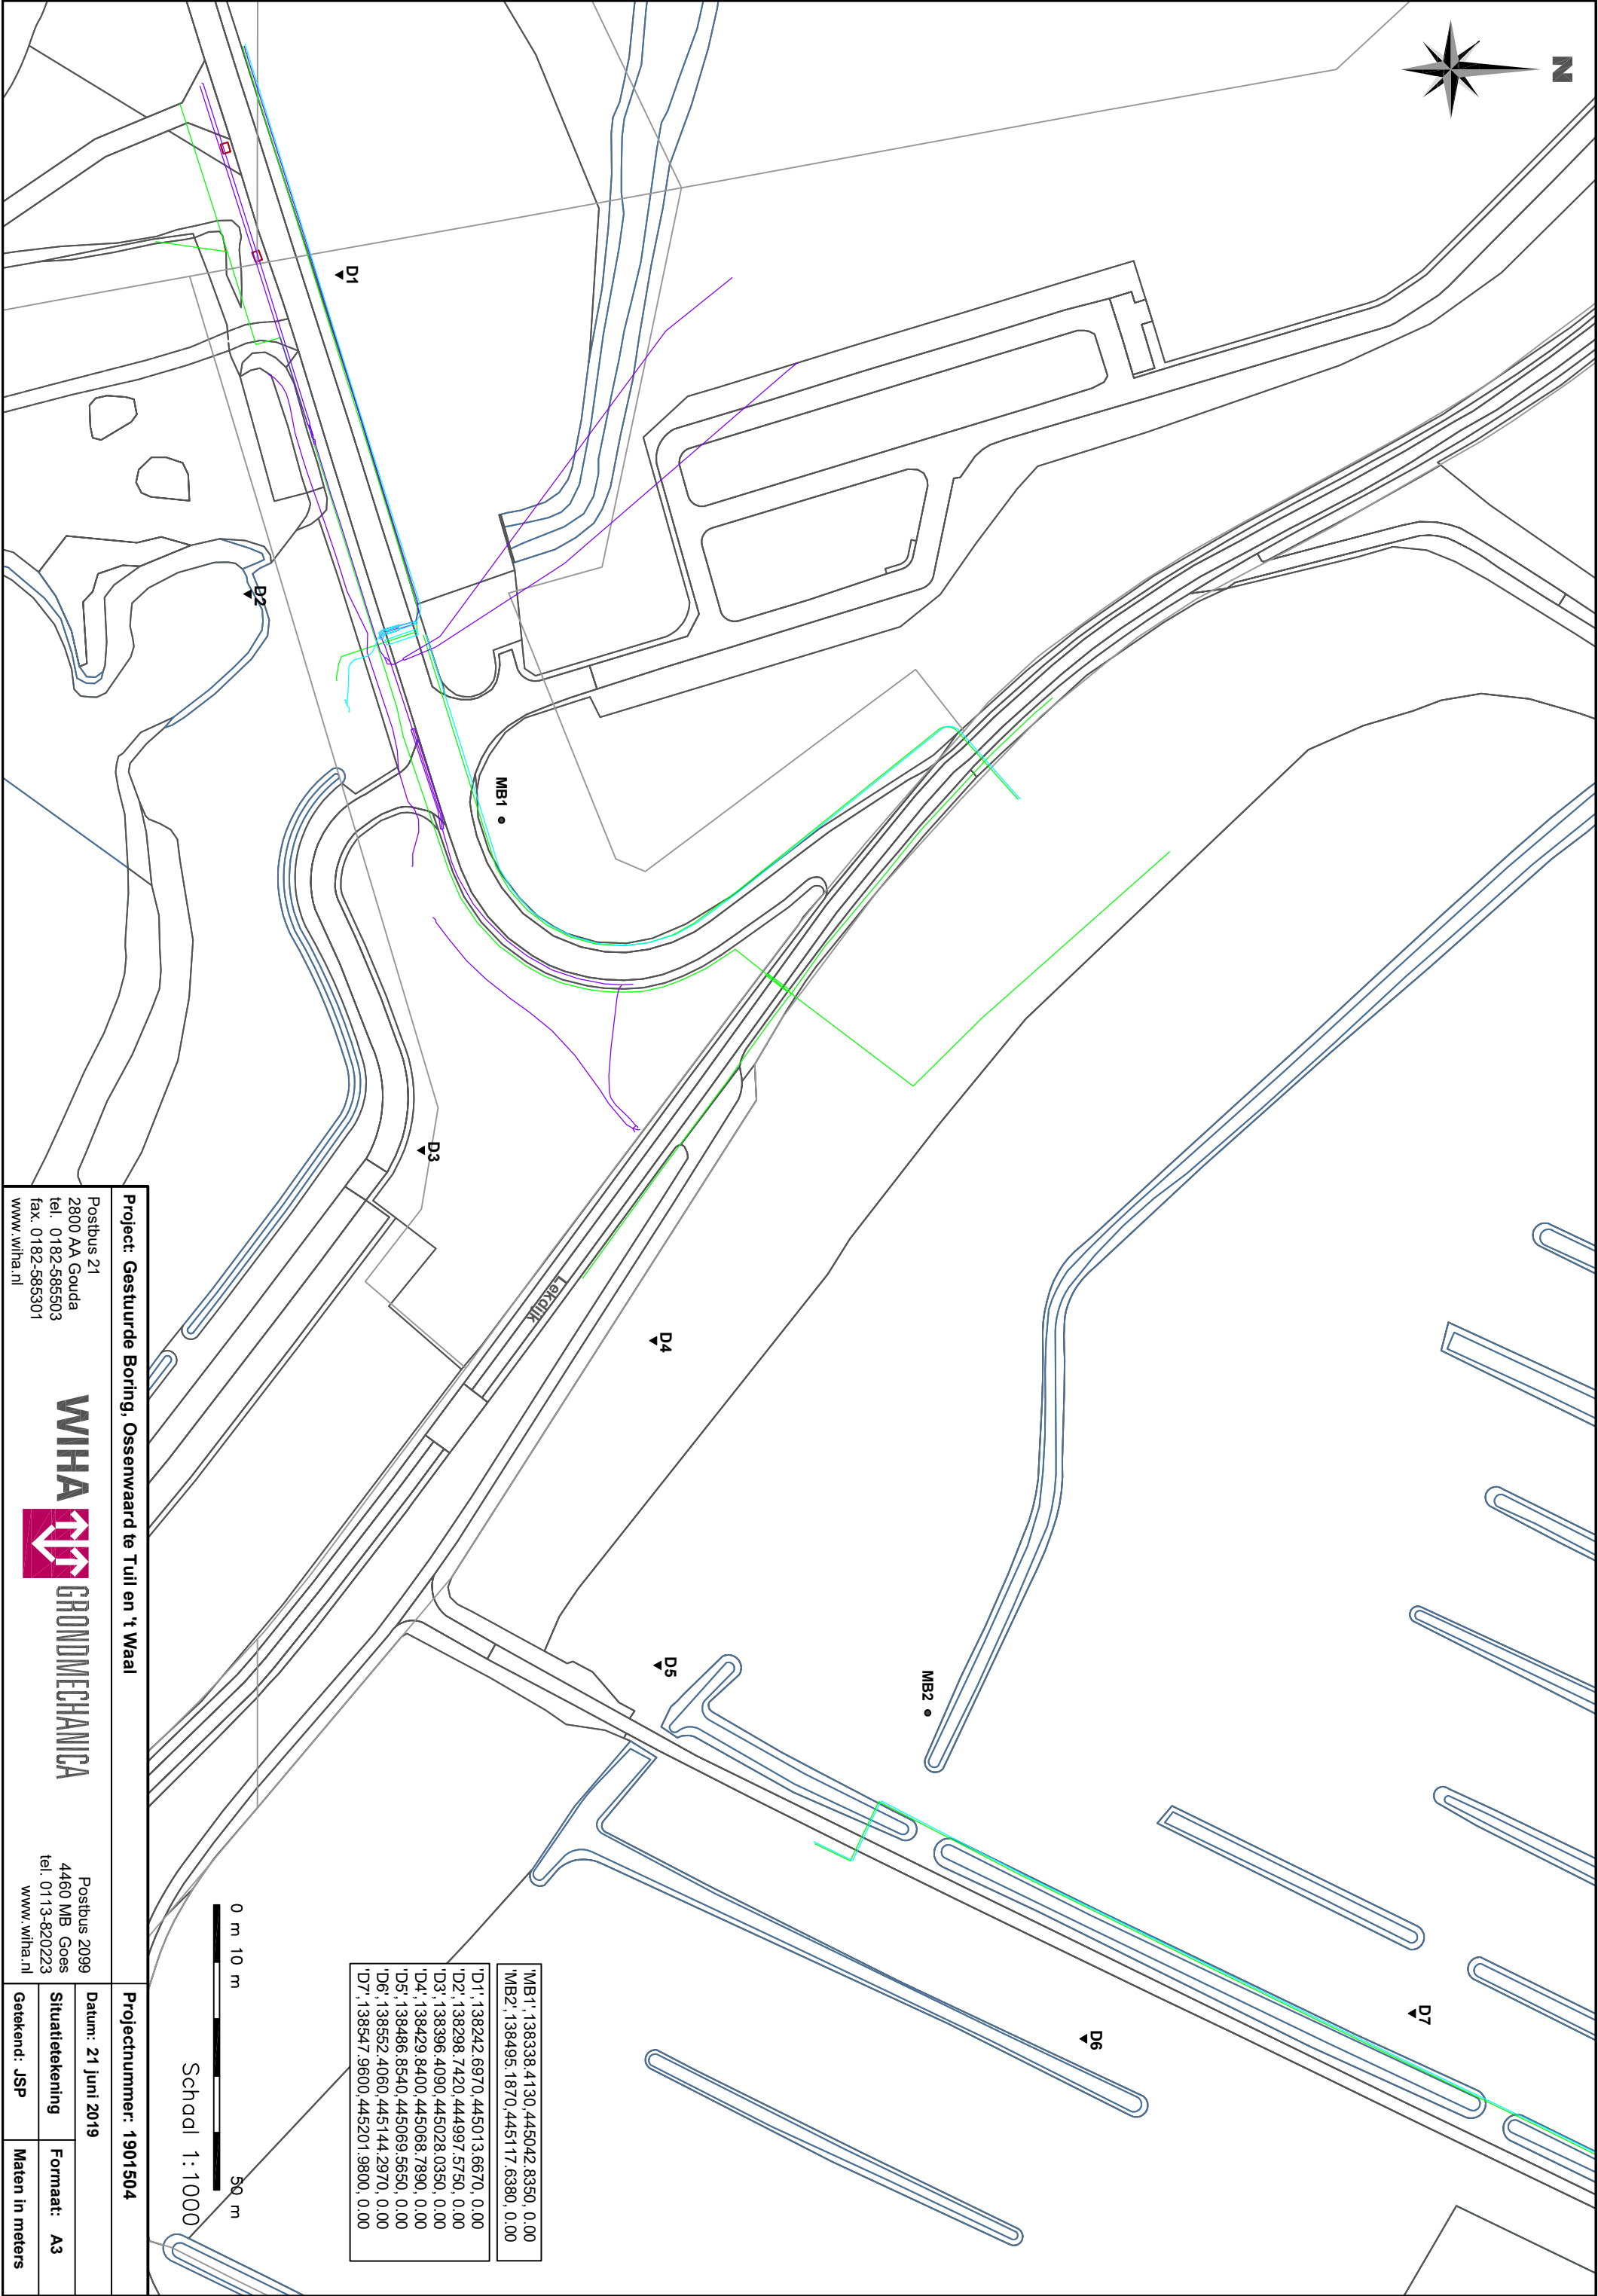 N
D1
D2
MB1
D3
Lekdijk
D4
D5
MB2
D6
D7
'MB1',138338.4130,445042.8350, 0.00
'MB2',138495.1870,445117.6380, 0.00
'D1',138242.6970,445013.6670, 0.00
'D2',138298.7420,444997.5750, 0.00
'D3',138396.4090,445028.0350, 0.00
'D4',138429.8400,445068.7890, 0.00
'D5',138486.8540,445069.5650, 0.00
'D6',138552.4060,445144.2970, 0.00
'D7',138547.9600,445201.9800, 0.00
0 m 10 m 50 m
Schaal 1:1000
Project: Gestuurde Boring, Ossenwaard te Tuil en 't Waal
Projectnummer: 1901504
Postbus 21
2800 AA Gouda
tel. 0182-585503
fax. 0182-585301
www.wiha.nl
WIHA GRONDMECHANICA
Postbus 2099
4460 MB Goes
tel. 0113-820223
www.wiha.nl
Datum: 21 juni 2019
Situatietekening
Formaat: A3
Getekend: JSP
Maten in meters